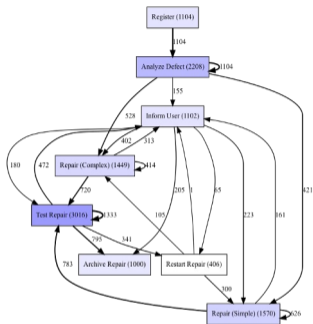 Register (1104)
1104
Analyze Defect (2208)
1104
155
Inform User (1102)
528
402
313
Repair (Complex) (1449)
414
180
472
720
205
1
65
421
Test Repair (3016)
1333
105
223
161
795
341
Archive Repair (1000)
Restart Repair (406)
783
300
Repair (Simple) (1570)
626